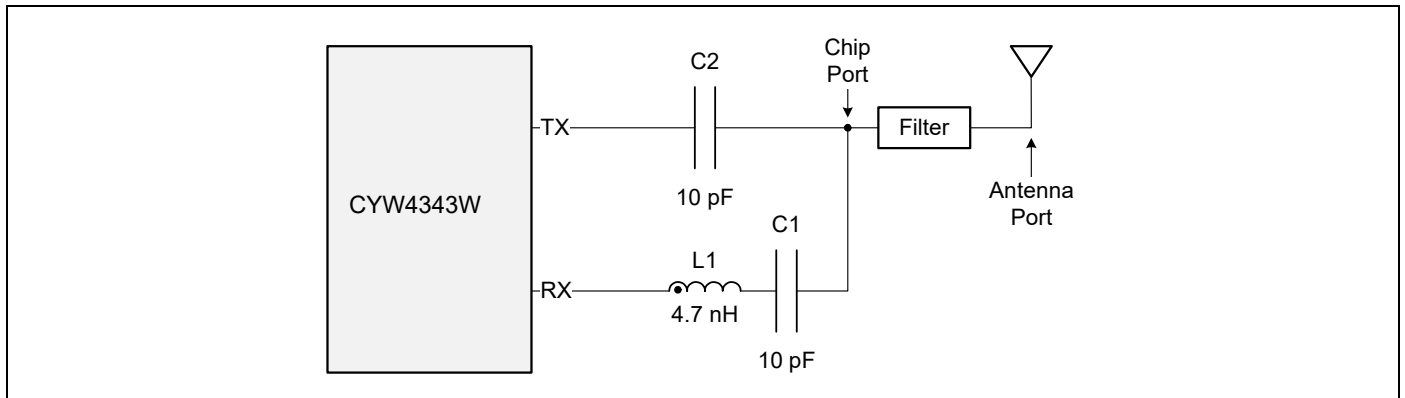 Chip
Port
C2
TX
Filter
10 pF
Antenna
Port
CYW4343W
C1
L1
RX
4.7 nH
10 pF